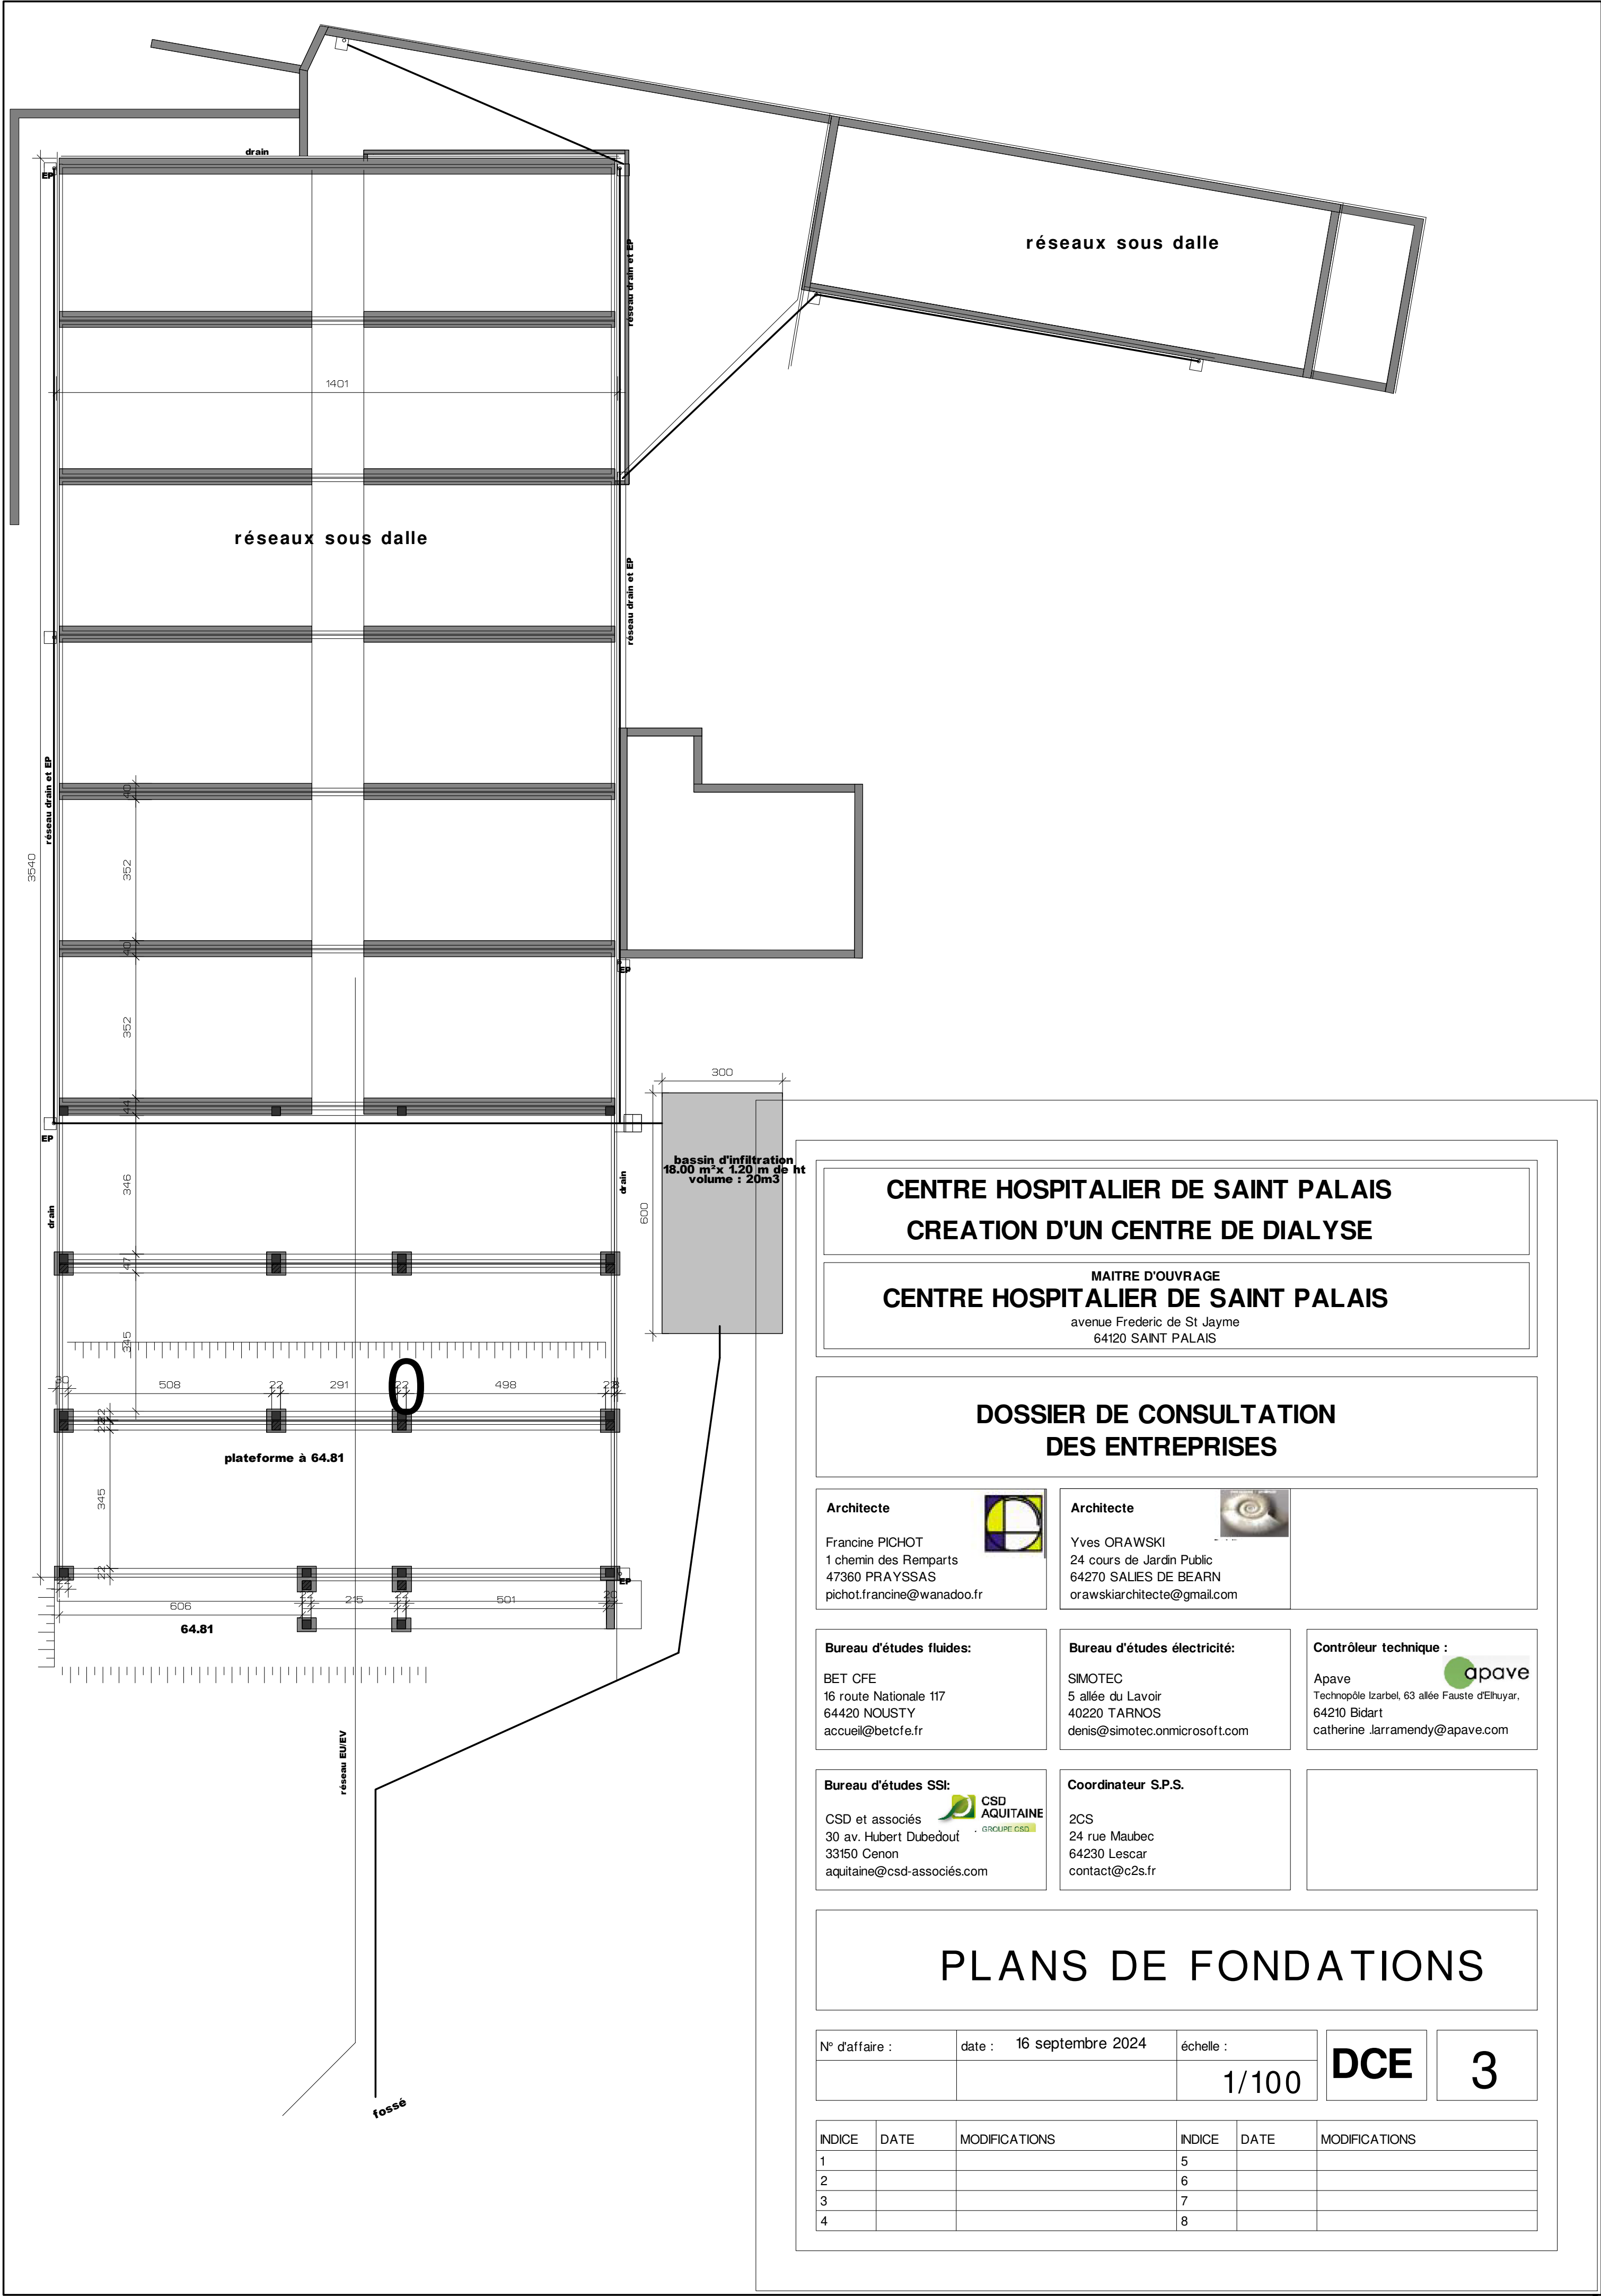 drain
EP
réseau drain et EP
réseaux sous dalle
1401
réseaux sous dalle
réseau drain et EP
réseau drain et EP
3540
40
352
40
352
44
EP
EP
300
bassin d'infiltration
18.00 m²x 1.20 m de ht
volume : 20m3
600
346
drain
drain
47
345
30
508
22
291
22
498
22
0
plateforme à 64.81
345
22
EP
22
22
22
20
606
215
501
64.81
réseau EU/EV
fossé
CENTRE HOSPITALIER DE SAINT PALAIS
CREATION D'UN CENTRE DE DIALYSE
MAITRE D'OUVRAGE
CENTRE HOSPITALIER DE SAINT PALAIS
avenue Frederic de St Jayme
64120 SAINT PALAIS
DOSSIER DE CONSULTATION
DES ENTREPRISES
Architecte
Francine PICHOT
1 chemin des Remparts
47360 PRAYSSAS
pichot.francine@wanadoo.fr
Architecte
Yves ORAWSKI
24 cours de Jardin Public
64270 SALIES DE BEARN
orawskiarchitecte@gmail.com
Bureau d'études fluides:
BET CFE
16 route Nationale 117
64420 NOUSTY
accueil@betcfe.fr
Bureau d'études électricité:
SIMOTEC
5 allée du Lavoir
40220 TARNOS
denis@simotec.onmicrosoft.com
Contrôleur technique :
apave
Apave
Technopôle Izarbel, 63 allée Fauste d'Elhuyar,
64210 Bidart
catherine .larramendy@apave.com
Bureau d'études SSI:
CSD
AQUITAINE
GROUPE CSD
CSD et associés
30 av. Hubert Dubedout
33150 Cenon
aquitaine@csd-associés.com
Coordinateur S.P.S.
2CS
24 rue Maubec
64230 Lescar
contact@c2s.fr
PLANS DE FONDATIONS
N° d'affaire :
date : 16 septembre 2024
échelle :
1/100
DCE
3
INDICE DATE MODIFICATIONS INDICE DATE MODIFICATIONS
1 5
2 6
3 7
4 8